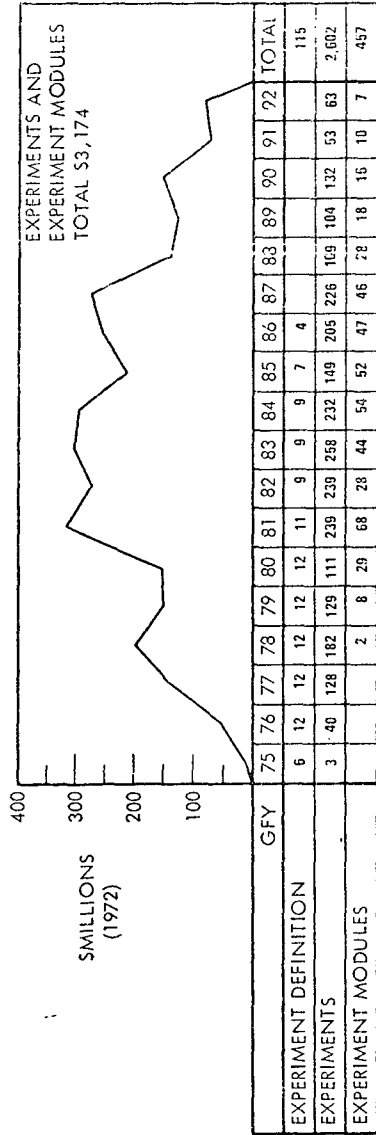 400
300
200
100
$MILLIONS
(1972)
EXPERIMENTS AND
EXPERIMENT MODULES
TOTAL $3,174
GFY 75 76 77 78 79 80 81 82 83 84 85 86 87 83 89 90 91 92 TOTAL
EXPERIMENT DEFINITION 6 12 12 12 12 12 11 9 9 9 7 4 115
EXPERIMENTS 3 40 128 182 129 111 239 239 258 232 149 205 226 109 104 132 53 63 2,602
EXPERIMENT MODULES 2 8 29 68 28 44 54 52 47 46 28 18 16 10 7 457